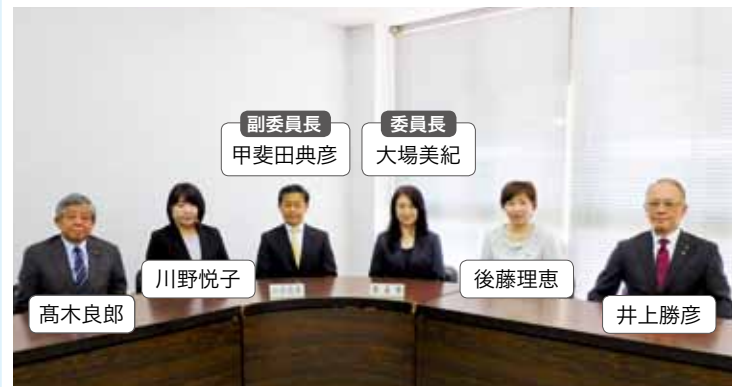 副委員長
甲斐田典彦
委員長
大場美紀
髙木良郎
川野悦子
後藤理恵
井上勝彦